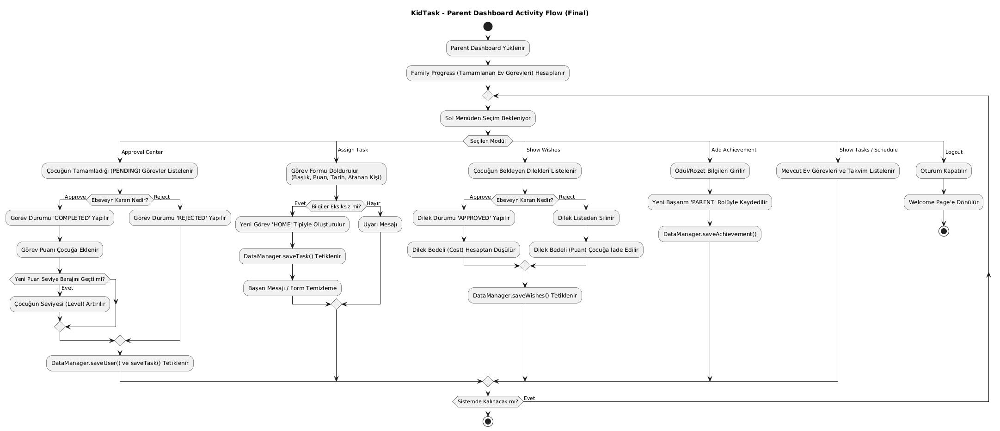 KidTask - Parent Dashboard Activity Flow (Final)
Parent Dashboard Yüklenir
Family Progress (Tamamlanan Ev Görevleri) Hesaplanır
Sol Menüden Seçim Bekleniyor
Seçilen Modül
Approval Center
Çocuğun Tamamladığı (PENDING) Görevler Listelenir
Approve
Ebeveyn Kararı Nedir?
Reject
Görev Durumu 'COMPLETED' Yapılır
Görev Durumu 'REJECTED' Yapılır
Görev Puanı Çocuğa Eklenir
Yeni Puan Seviye Barajını Geçti mi?
Evet
Çocuğun Seviyesi (Level) Artırılır
DataManager.saveUser() ve saveTask() Tetiklenir
Assign Task
Görev Formu Doldurulur
(Başlık, Puan, Tarih, Atanan Kişi)
Evet
Bilgiler Eksiksiz mi?
Hayır
Yeni Görev 'HOME' Tipiyle Oluşturulur
Uyarı Mesajı
DataManager.saveTask() Tetiklenir
Başarı Mesajı / Form Temizleme
Show Wishes
Çocuğun Bekleyen Dilekleri Listelenir
Approve
Ebeveyn Kararı Nedir?
Reject
Dilek Durumu 'APPROVED' Yapılır
Dilek Listeden Silinir
Dilek Bedeli (Cost) Hesaptan Düşülür
Dilek Bedeli (Puan) Çocuğa İade Edilir
DataManager.saveWishes() Tetiklenir
Add Achievement
Ödül/Rozet Bilgileri Girilir
Yeni Başarım 'PARENT' Rolüyle Kaydedilir
DataManager.saveAchievement()
Show Tasks / Schedule
Mevcut Ev Görevleri ve Takvim Listelenir
Logout
Oturum Kapatılır
Welcome Page'e Dönülür
Sistemde Kalınacak mı?
Evet